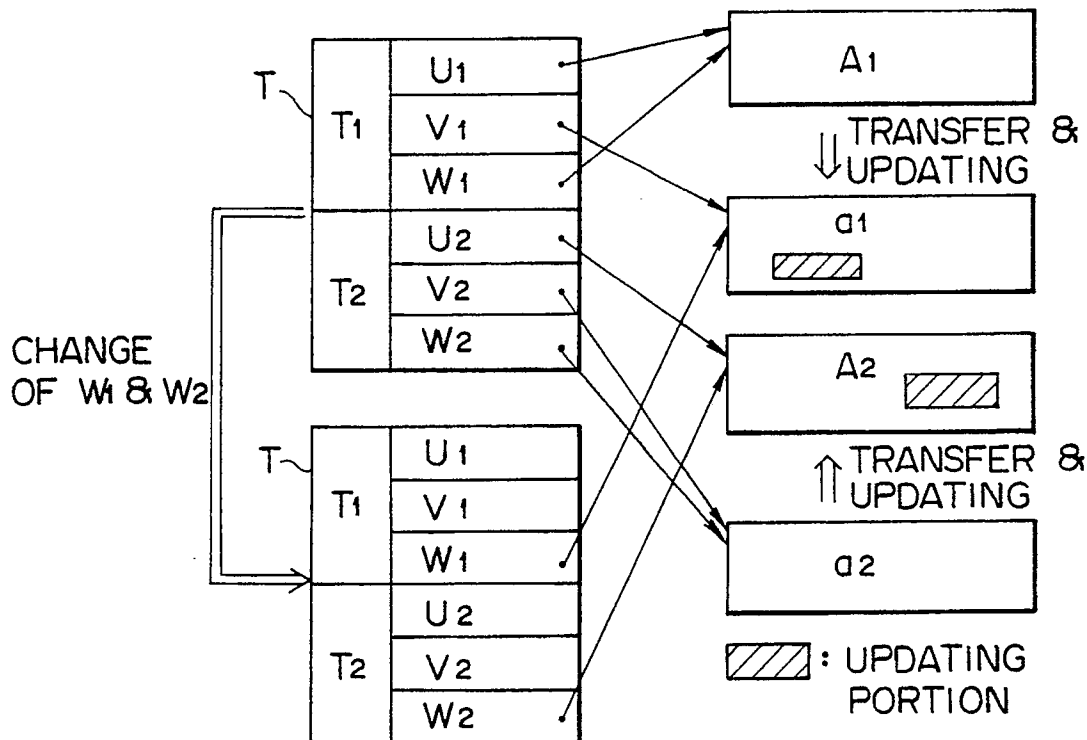 T
T1
U1
V1
W1
T2
U2
V2
W2
CHANGE
OF W1 & W2
T
T1
U1
V1
W1
T2
U2
V2
W2
A1
TRANSFER &
UPDATING
a1
A2
TRANSFER &
UPDATING
a2
: UPDATING
PORTION